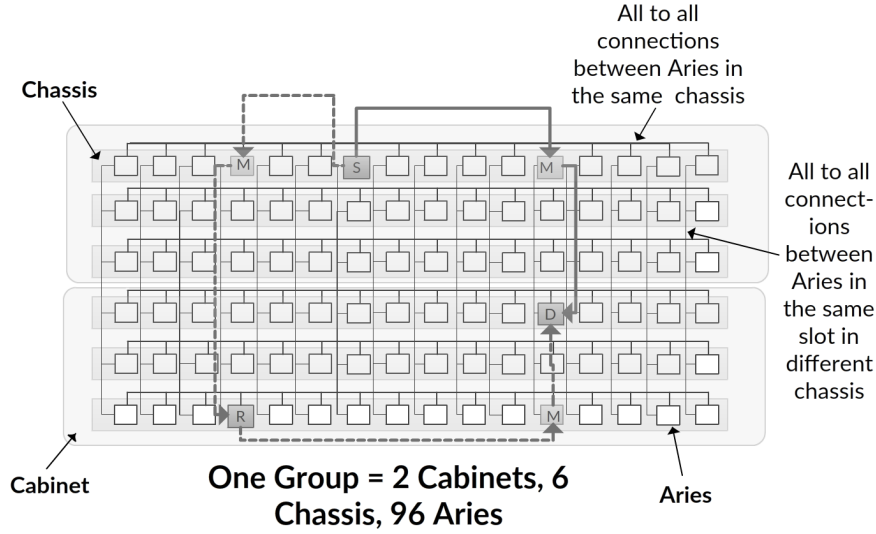 All to all
connections
between Aries in
the same chassis
Chassis
M
S
M
All to all
connect-
ions
between
Aries in
the same
slot in
different
chassis
D
R
M
Cabinet
One Group = 2 Cabinets, 6
Chassis, 96 Aries
Aries